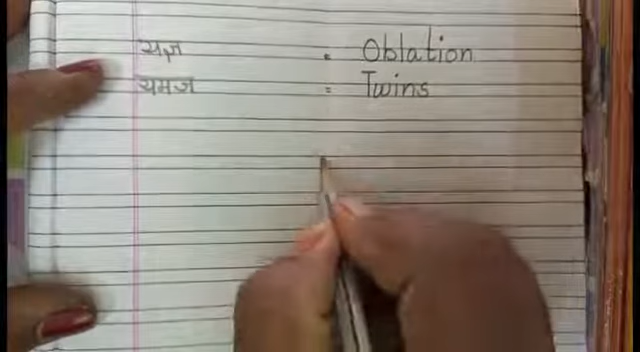 यज्ञ = Oblation
यमज = Twins